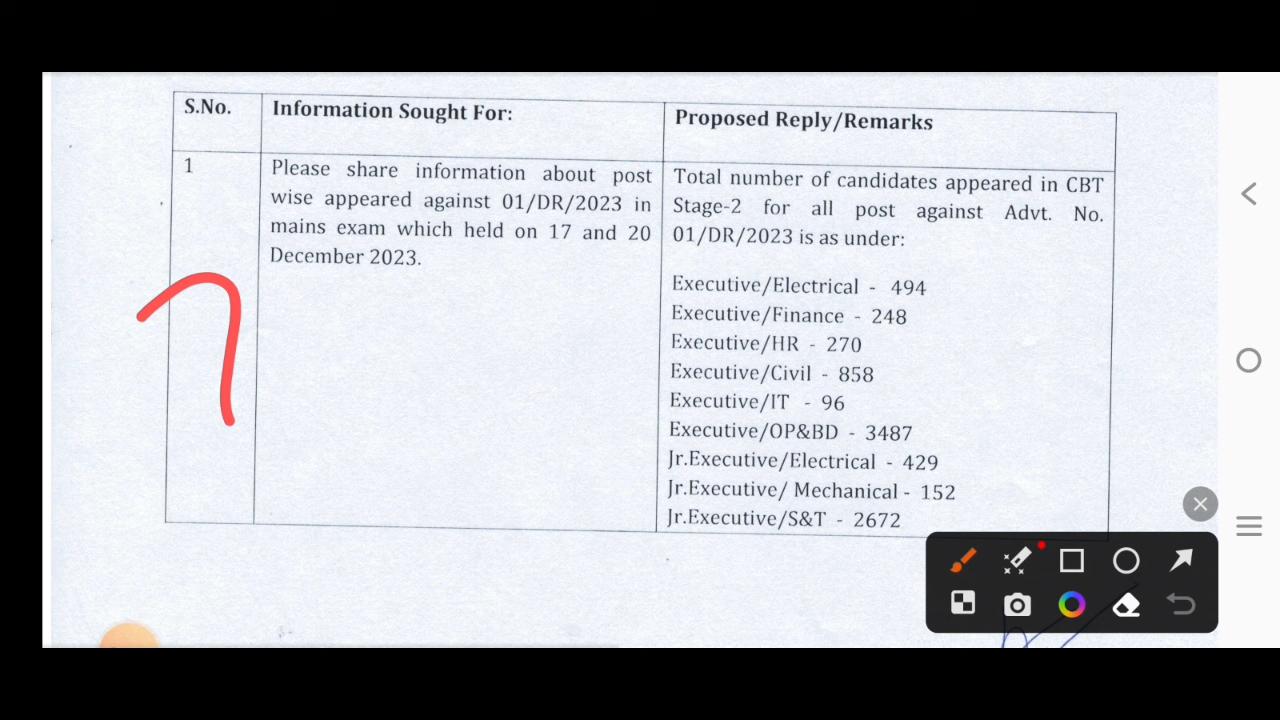 S.No.
Information Sought For:
Proposed Reply/Remarks
1
Please share information about post
wise appeared against 01/DR/2023 in
mains exam which held on 17 and 20
December 2023.
Total number of candidates appeared in CBT
Stage-2 for all post against Advt. No.
01/DR/2023 is as under:
Executive/Electrical - 494
Executive/Finance - 248
Executive/HR - 270
Executive/Civil - 858
Executive/IT - 96
Executive/OP&BD - 3487
Jr.Executive/Electrical - 429
Jr.Executive/ Mechanical - 152
Jr.Executive/S&T - 2672